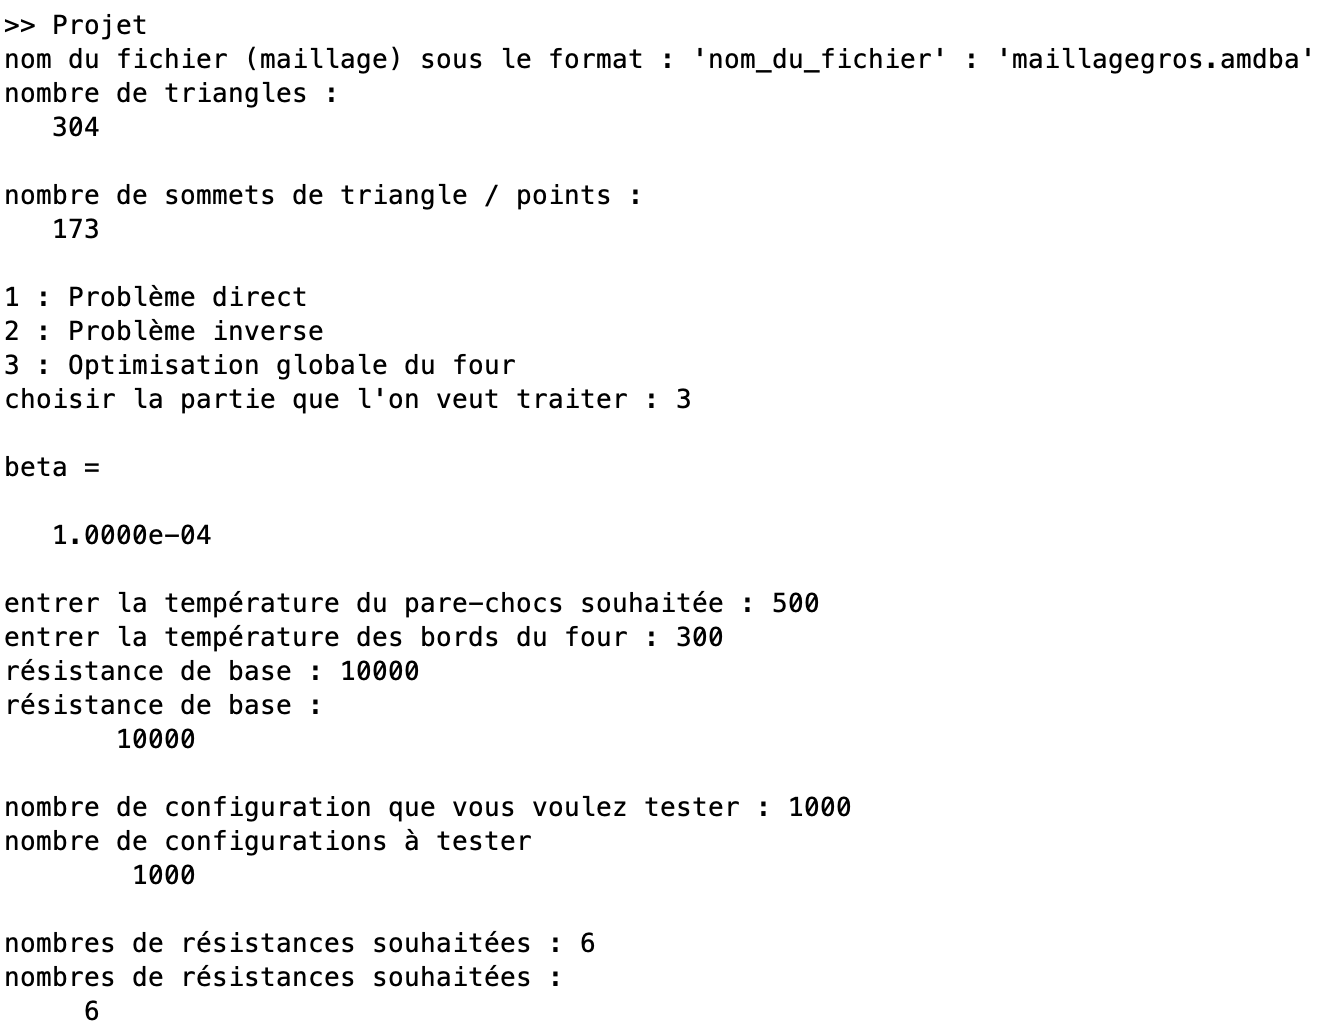 >> Projet
nom du fichier (maillage) sous le format : 'nom_du_fichier' : 'maillagegros.amdba'
nombre de triangles :
304
nombre de sommets de triangle / points :
173
1 : Problème direct
2 : Problème inverse
3 : Optimisation globale du four
choisir la partie que l'on veut traiter : 3
beta =
1.0000e-04
entrer la température du pare-chocs souhaitée : 500
entrer la température des bords du four : 300
résistance de base : 10000
résistance de base :
10000
nombre de configuration que vous voulez tester : 1000
nombre de configurations à tester
1000
nombres de résistances souhaitées : 6
nombres de résistances souhaitées :
6